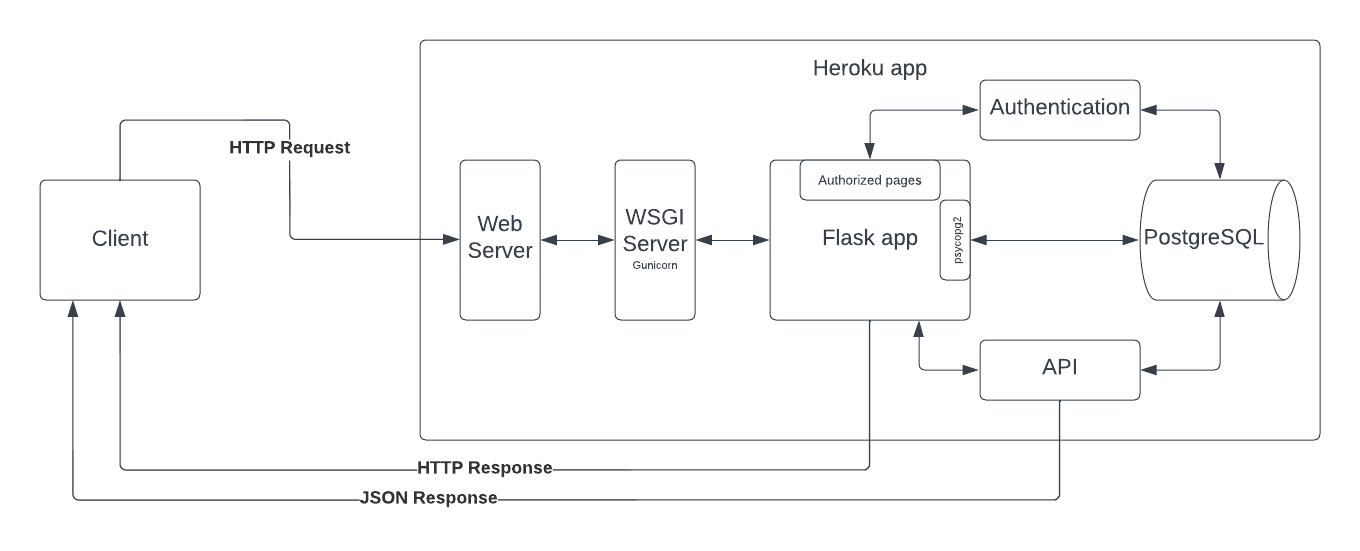 Heroku app
Authentication
HTTP Request
Authorized pages
Client
Web
Server
WSGI
Server
Gunicorn
Flask app
psycopg2
PostgreSQL
API
HTTP Response
JSON Response